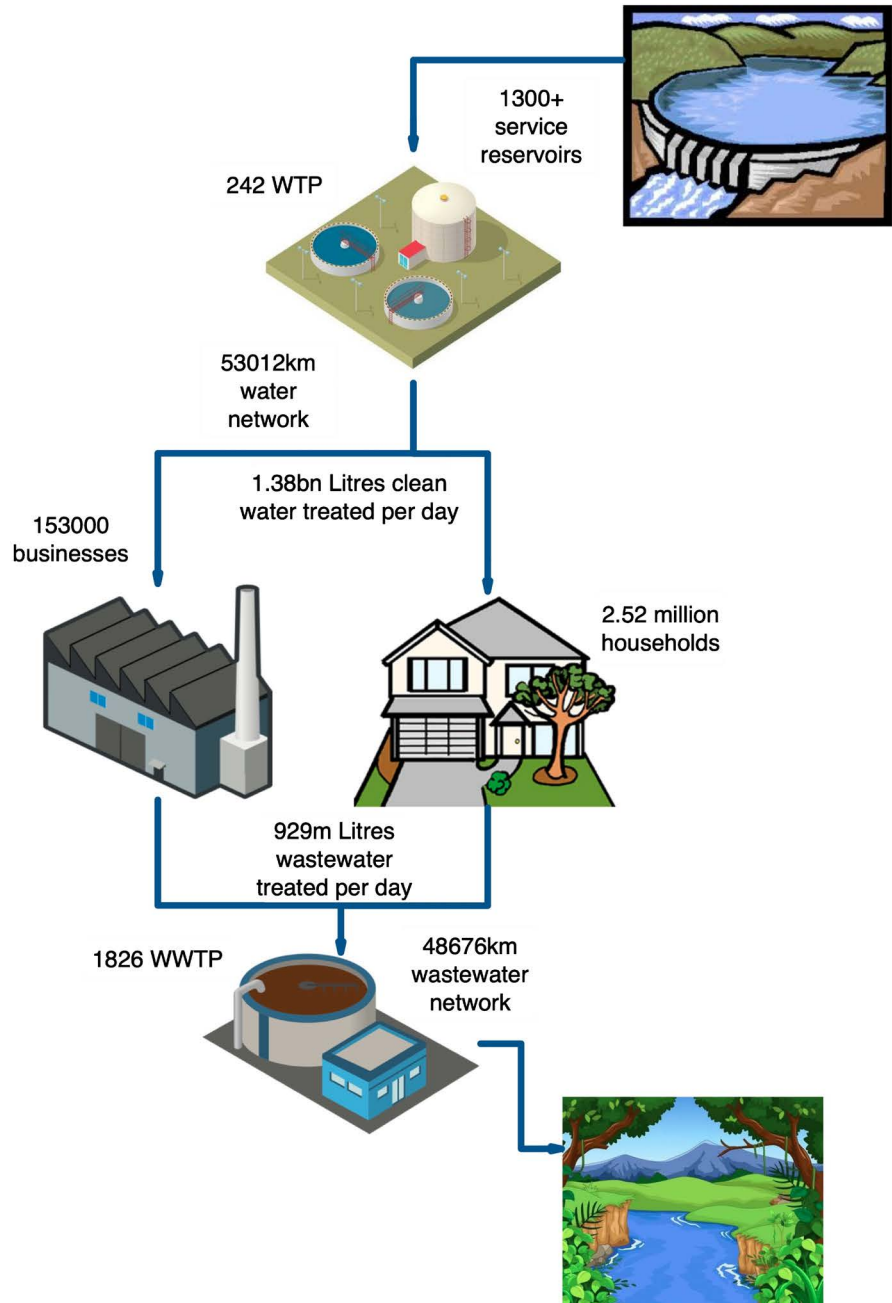 1300+
service
reservoirs
242 WTP
53012km
water
network
1.38bn Litres clean
water treated per day
153000
businesses
2.52 million
households
929m Litres
wastewater
treated per day
1826 WWTP
48676km
wastewater
network